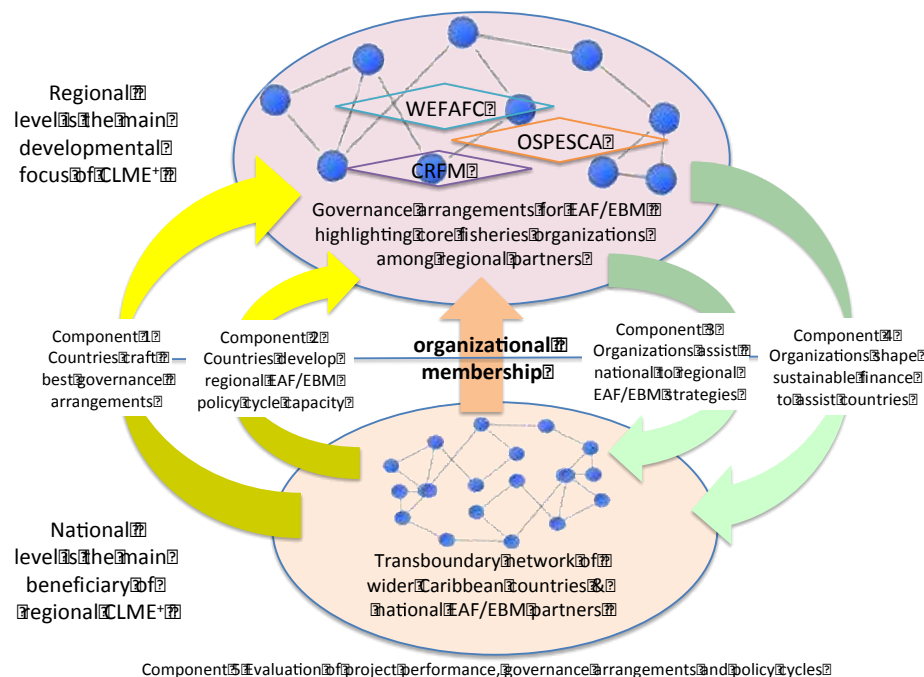 Regional
level is the main
developmental
focus of CLME+
WEFAFC
OSPESCA
CRFM
Governance arrangements for EAF/EBM
highlighting core fisheries organizations
among regional partners
Component 1
Countries craft
best governance
arrangements
Component 2
Countries develop
regional EAF/EBM
policy cycle capacity
organizational
membership
Component 3
Organizations assist
national to regional
EAF/EBM strategies
Component 4
Organizations shape
sustainable finance
to assist countries
National
level is the main
beneficiary of
regional CLME+
Transboundary network of
wider Caribbean countries &
national EAF/EBM partners
Component 5 Evaluation of project performance, governance arrangements and policy cycles